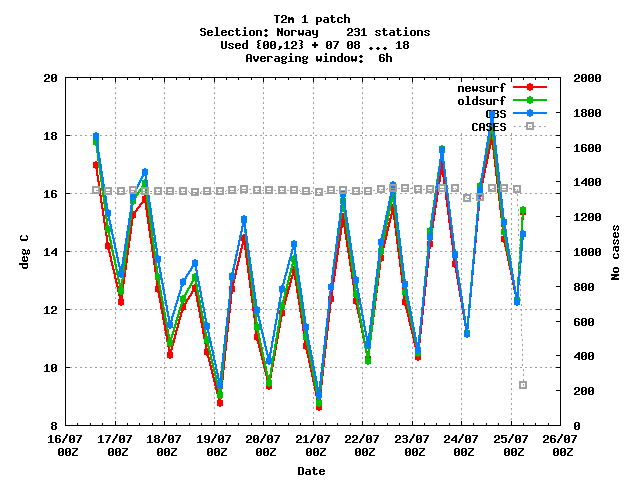 T2m 1 patch
Selection: Norway    231 stations
Used {00,12} + 07 08 ... 18
Averaging window:  6h
newsurf
oldsurf
OBS
CASES
20
18
16
14
12
10
8
deg C
2000
1800
1600
1400
1200
1000
800
600
400
200
0
No cases
16/07 17/07 18/07 19/07 20/07 21/07 22/07 23/07 24/07 25/07 26/07
00Z 00Z 00Z 00Z 00Z 00Z 00Z 00Z 00Z 00Z 00Z
Date